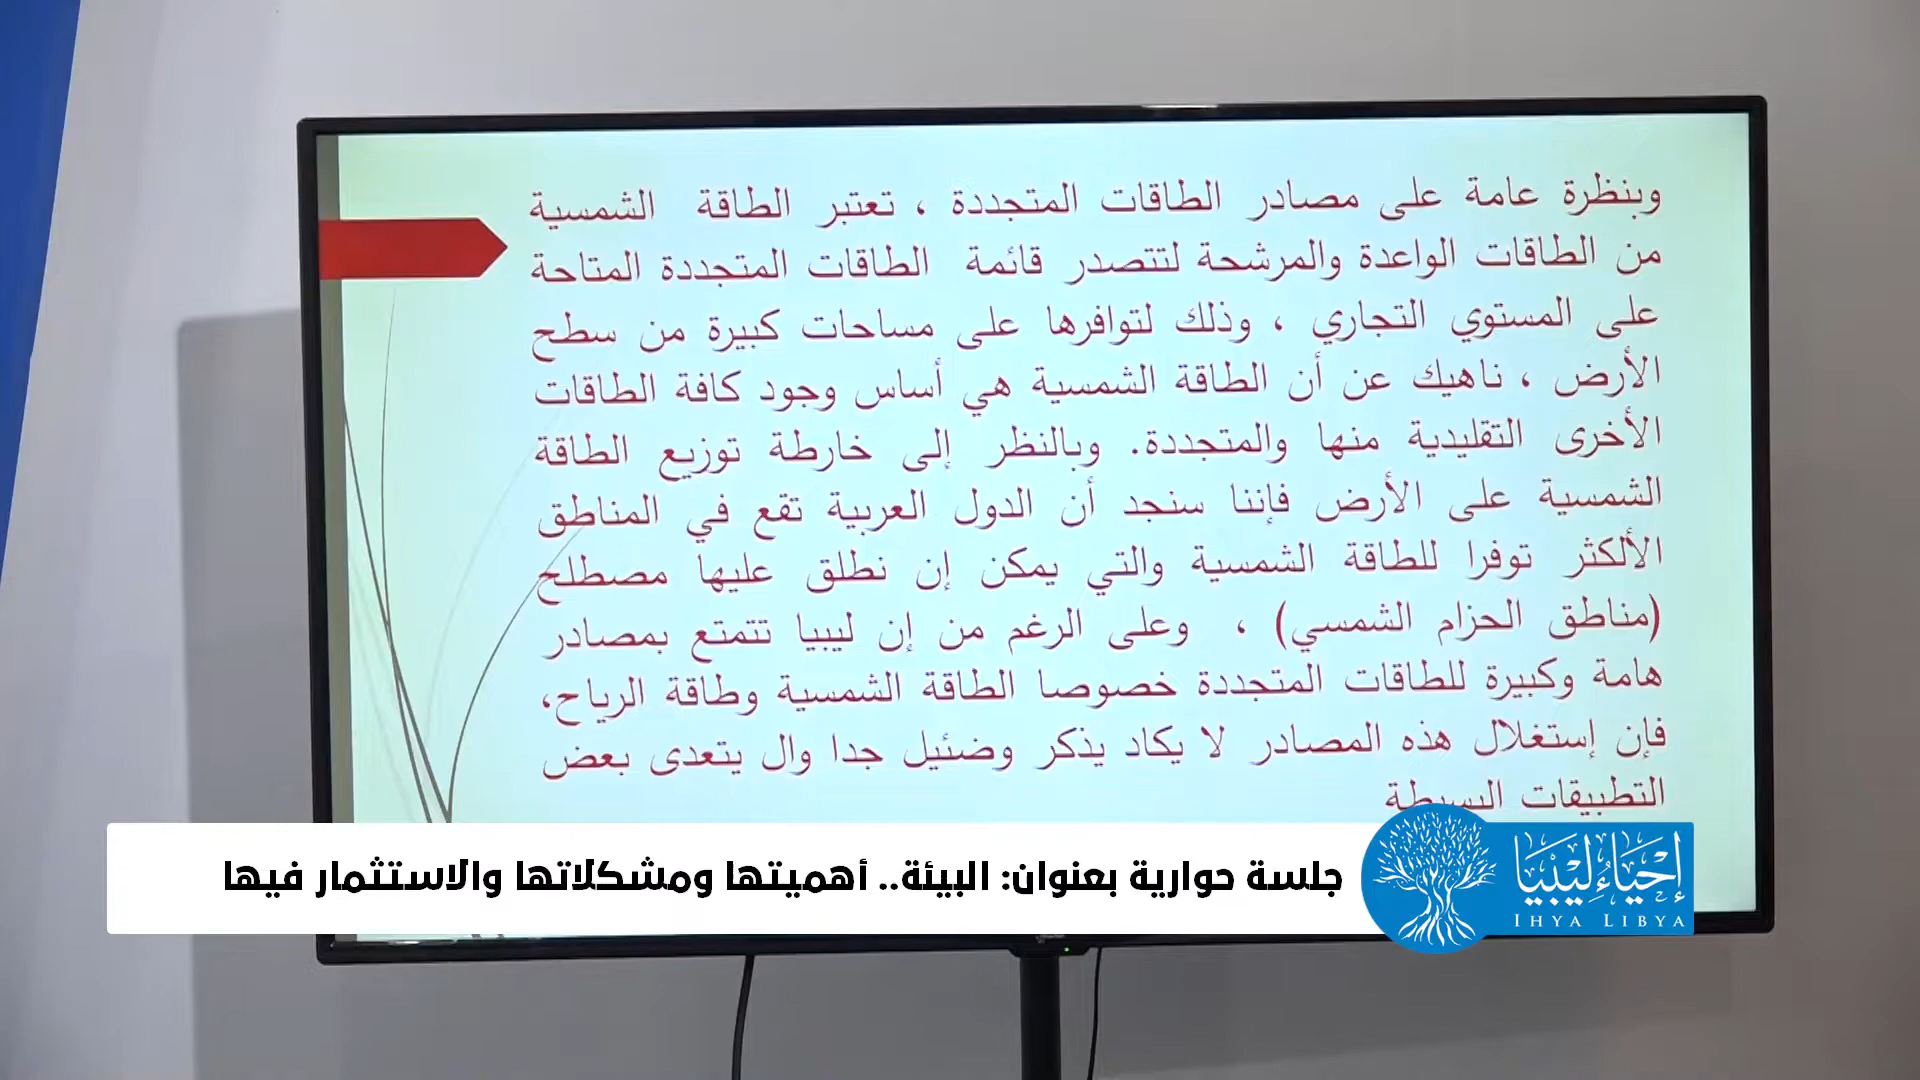 وبنظرة عامة على مصادر الطاقات المتجددة ، تعتبر الطاقة الشمسية
من الطاقات الواعدة والمرشحة لتتصدر قائمة الطاقات المتجددة المتاحة
على المستوي التجاري ، وذلك لتوافرها على مساحات كبيرة من سطح
الأرض ، ناهيك عن أن الطاقة الشمسية هي أساس وجود كافة الطاقات
الأخرى التقليدية منها والمتجددة. وبالنظر إلى خارطة توزيع الطاقة
الشمسية على الأرض فإننا سنجد أن الدول العربية تقع في المناطق
الألكثر توفرا للطاقة الشمسية والتي يمكن إن نطلق عليها مصطلح
(مناطق الحزام الشمسي) ، وعلى الرغم من إن ليبيا تتمتع بمصادر
هامة وكبيرة للطاقات المتجددة خصوصا الطاقة الشمسية وطاقة الرياح،
فإن إستغلال هذه المصادر لا يكاد يذكر وضئيل جدا وال يتعدى بعض
التطبيقات البسيطة
جلسة حوارية بعنوان: البيئة.. أهميتها ومشكلاتها والاستثمار فيها
إحياء ليبيا
IHYA LIBYA